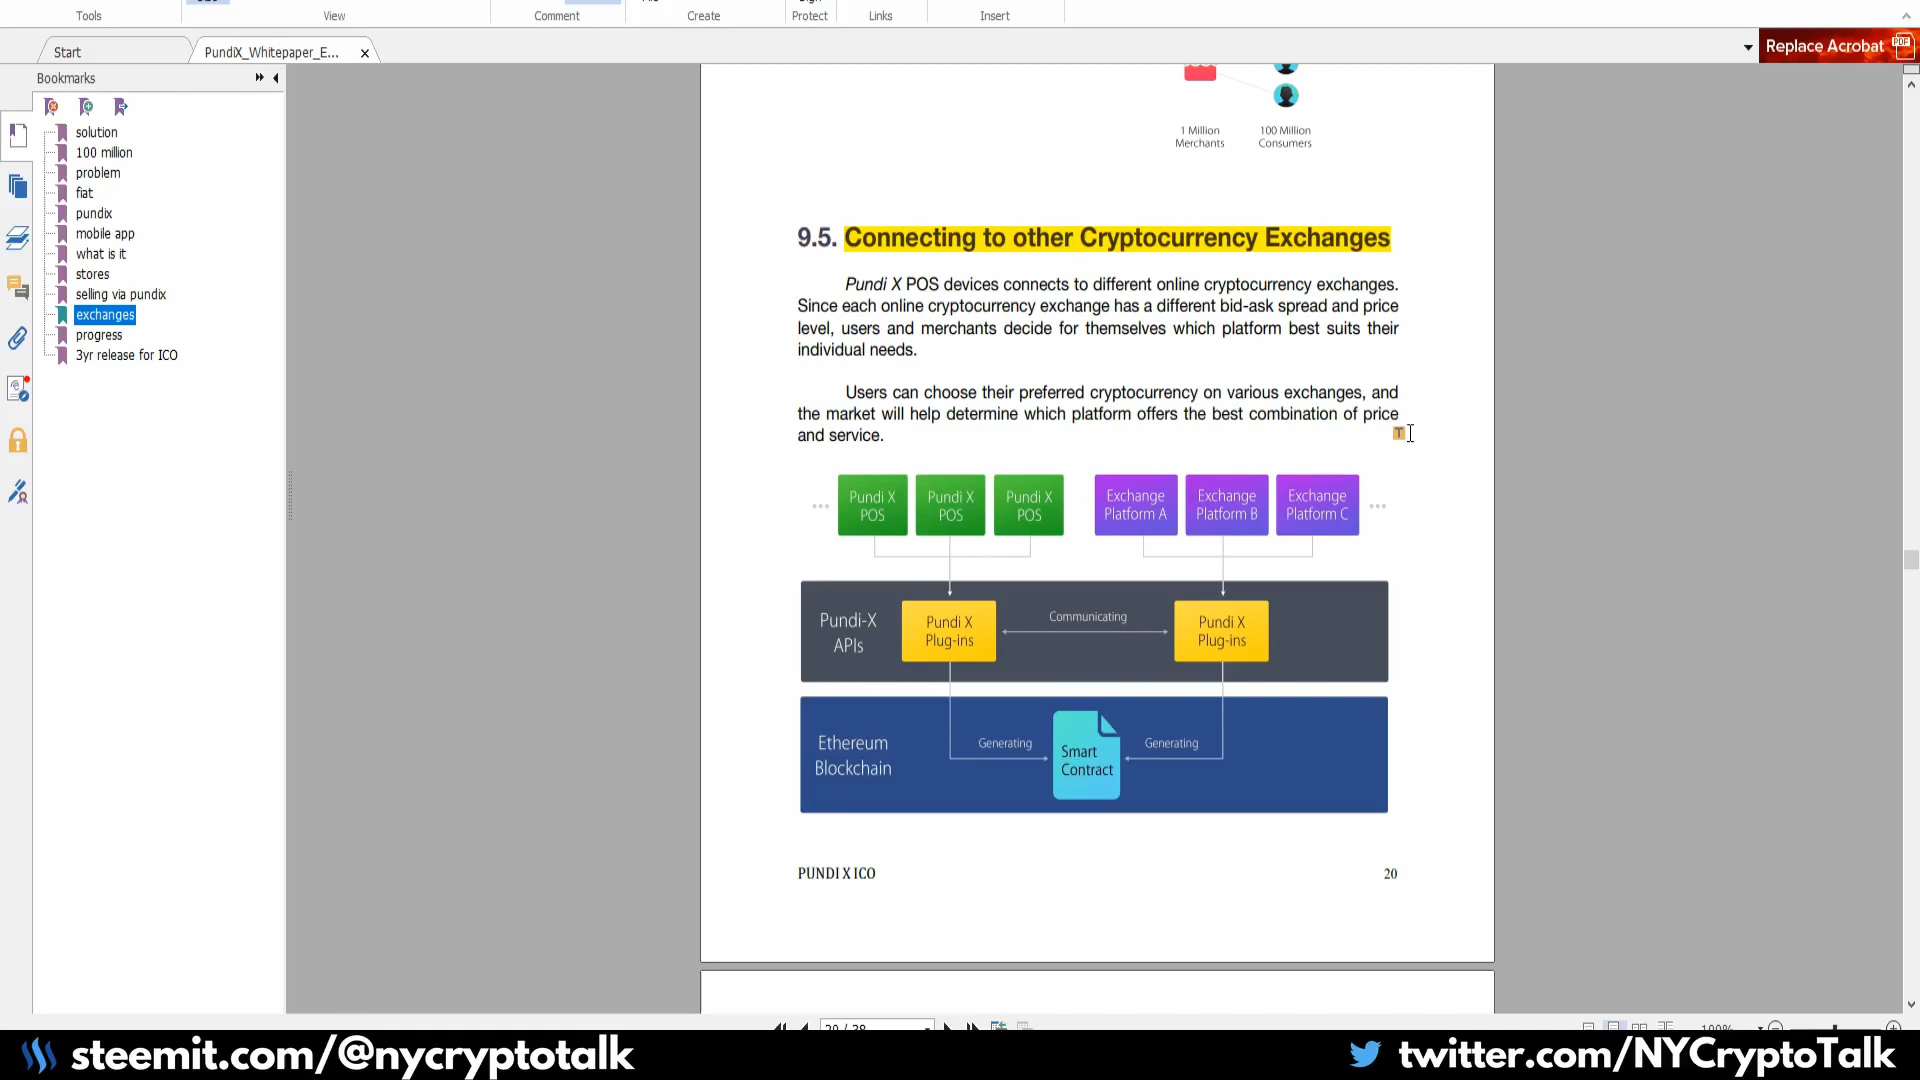 Tools
View
Comment
Create
Protect
Links
Insert
Start
PundiX_Whitepaper_E...
Replace Acrobat
Bookmarks
solution
100 million
problem
fiat
pundix
mobile app
what is it
stores
selling via pundix
exchanges
progress
3yr release for ICO
1 Million
Merchants
100 Million
Consumers
9.5. Connecting to other Cryptocurrency Exchanges
Pundi X POS devices connects to different online cryptocurrency exchanges.
Since each online cryptocurrency exchange has a different bid-ask spread and price
level, users and merchants decide for themselves which platform best suits their
individual needs.
Users can choose their preferred cryptocurrency on various exchanges, and
the market will help determine which platform offers the best combination of price
and service.
Pundi X
POS
Pundi X
POS
Pundi X
POS
Exchange
Platform A
Exchange
Platform B
Exchange
Platform C
Pundi-X
APIs
Pundi X
Plug-ins
Communicating
Pundi X
Plug-ins
Ethereum
Blockchain
Generating
Smart
Contract
Generating
PUNDI X ICO
20
20 / 38
100%
steemit.com/@nycryptotalk
twitter.com/NYCryptoTalk